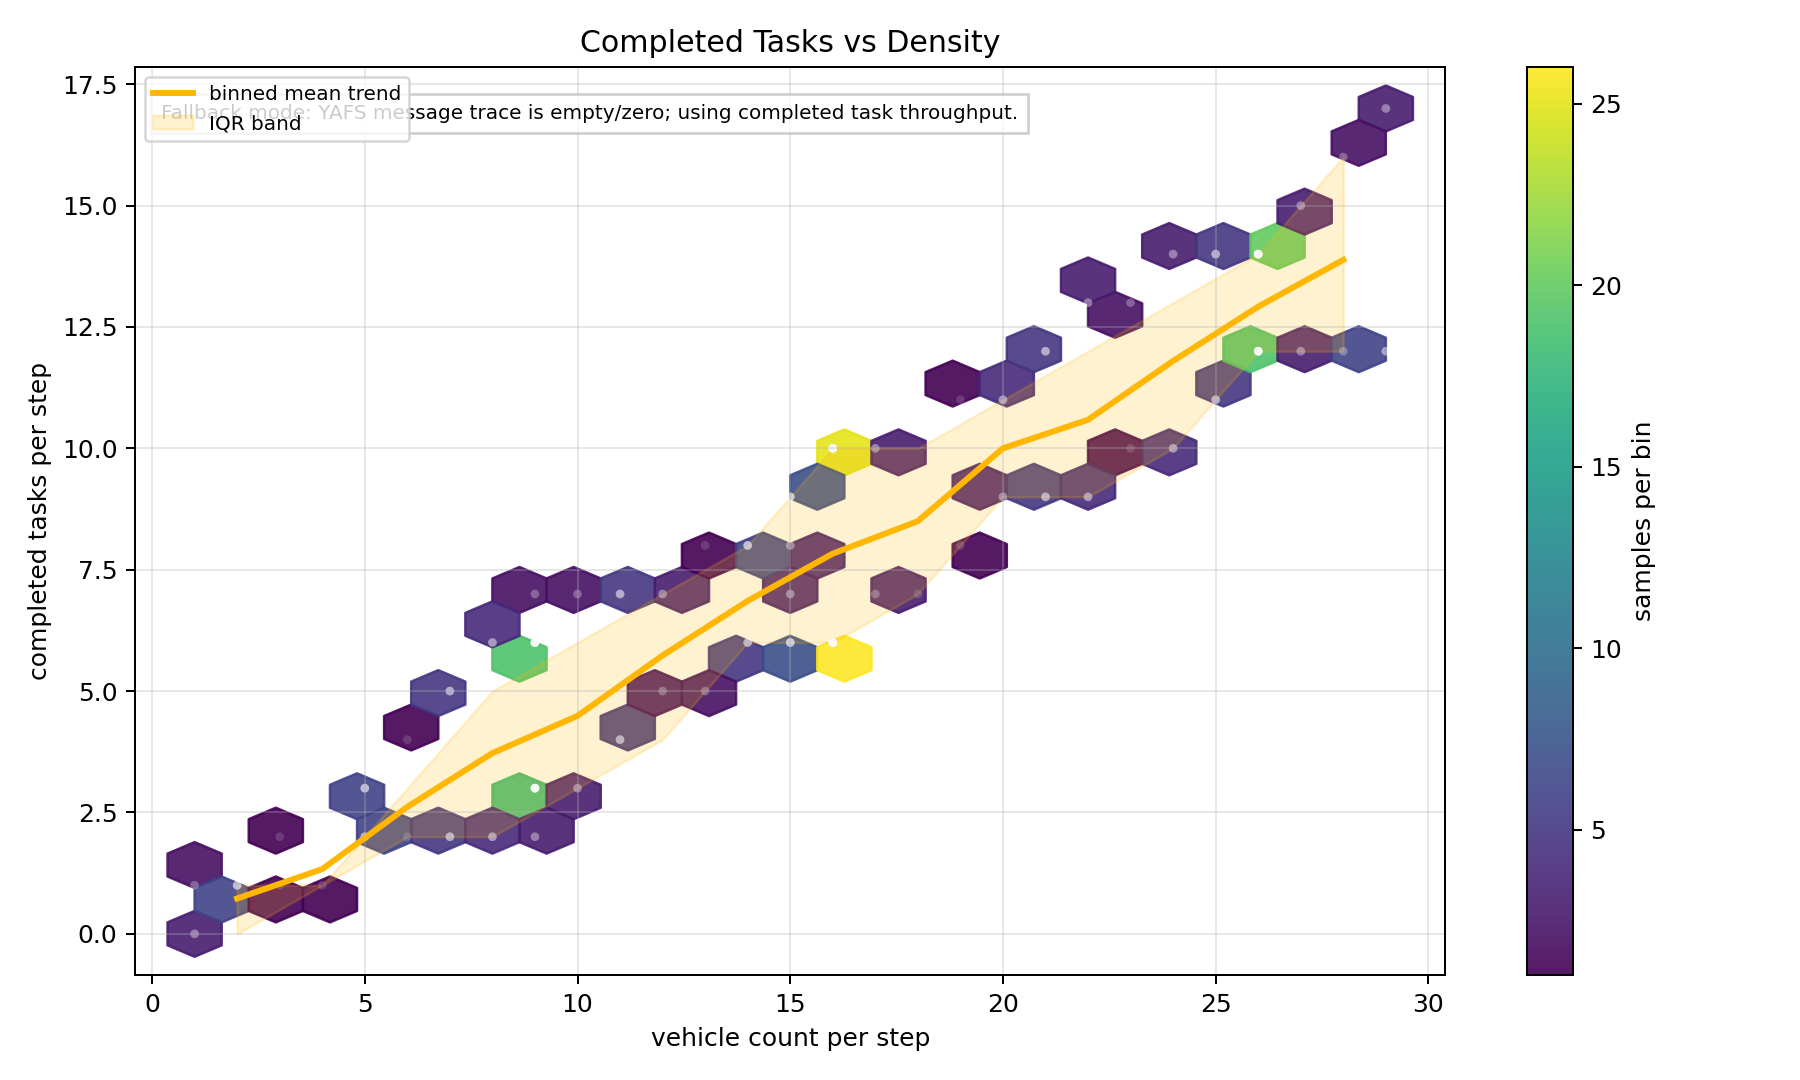 Completed Tasks vs Density
binned mean trend
Fallback mode: YAFS message trace is empty/zero; using completed task throughput.
IQR band
17.5
15.0
12.5
10.0
7.5
5.0
2.5
0.0
completed tasks per step
0 5 10 15 20 25 30
vehicle count per step
25
20
15
10
5
samples per bin